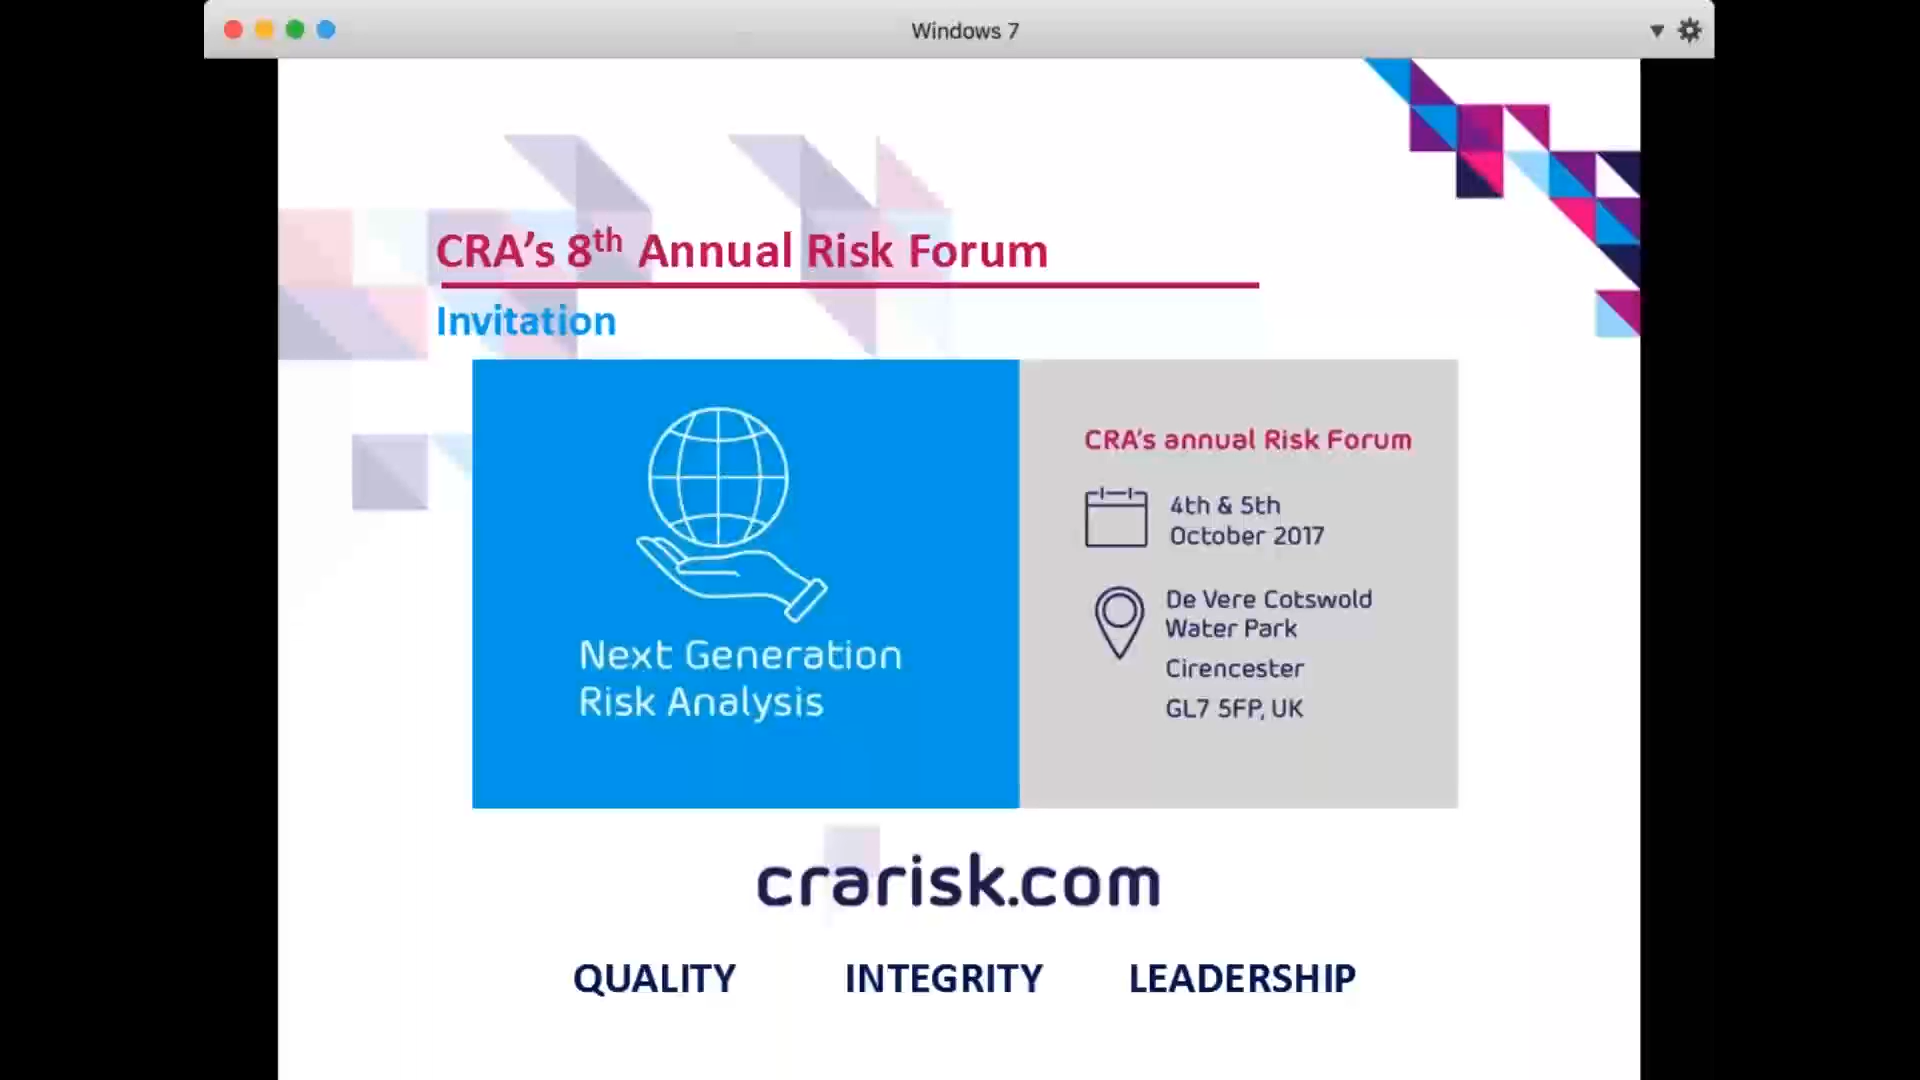 Windows 7
CRA's 8th Annual Risk Forum
Invitation
Next Generation
Risk Analysis
CRA's annual Risk Forum
4th & 5th
October 2017
De Vere Cotswold
Water Park
Cirencester
GL7 5FP, UK
crarisk.com
QUALITY INTEGRITY LEADERSHIP